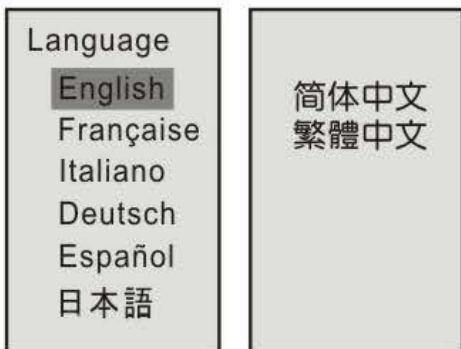 Language
English
Française
Italiano
Deutsch
Español
日本語
简体中文
繁體中文